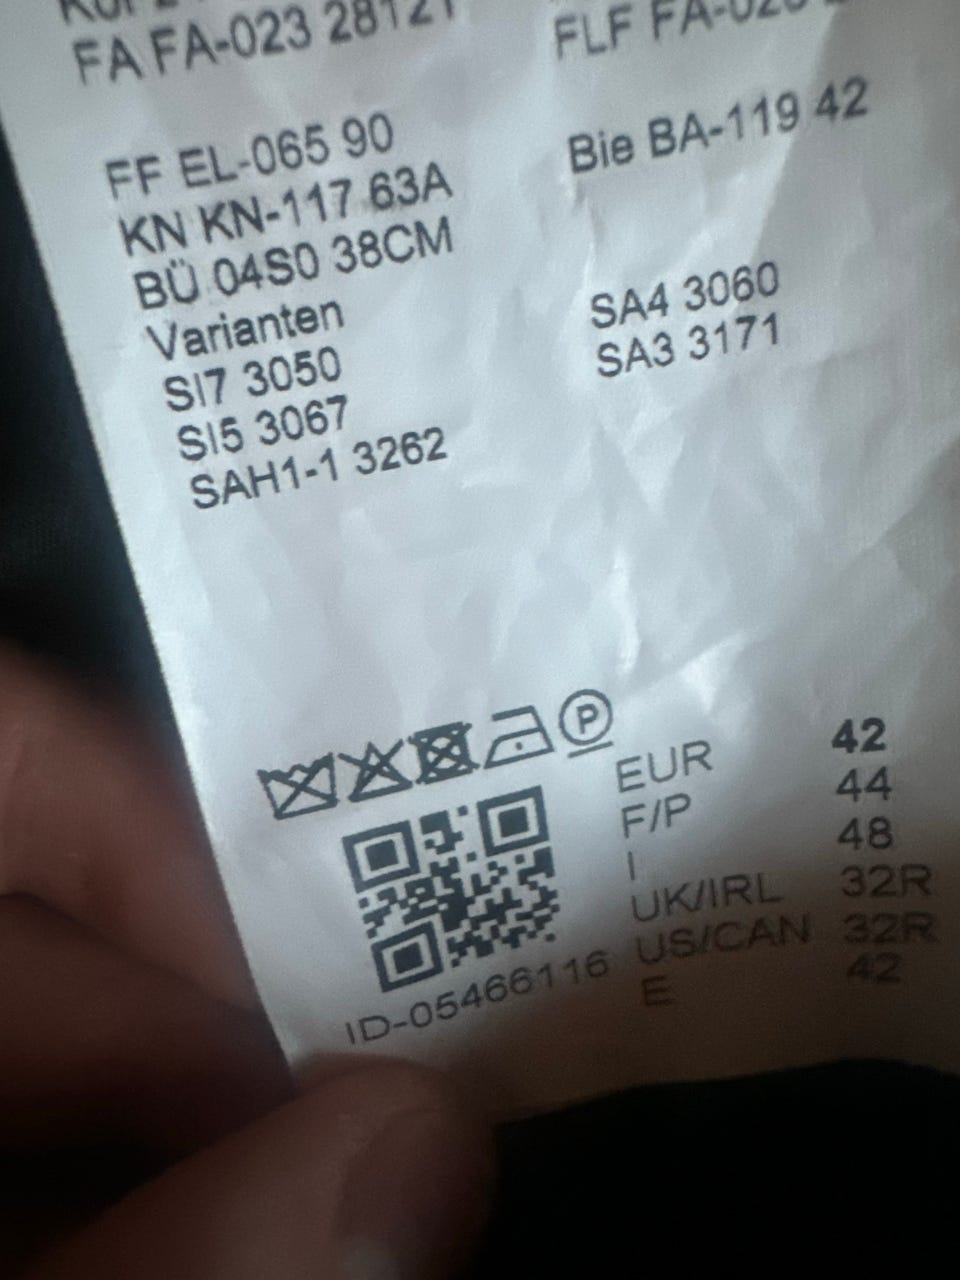 FA FA-023 28121
FLF FA-023
FF EL-065 90
Bie BA-119 42
KN KN-117 63A
BÜ 04S0 38CM
Varianten
SI7 3050
SA4 3060
SI5 3067
SA3 3171
SAH1-1 3262
P
EUR 42
F/P 44
I 48
UK/IRL 32R
US/CAN 32R
E 42
ID-05466116